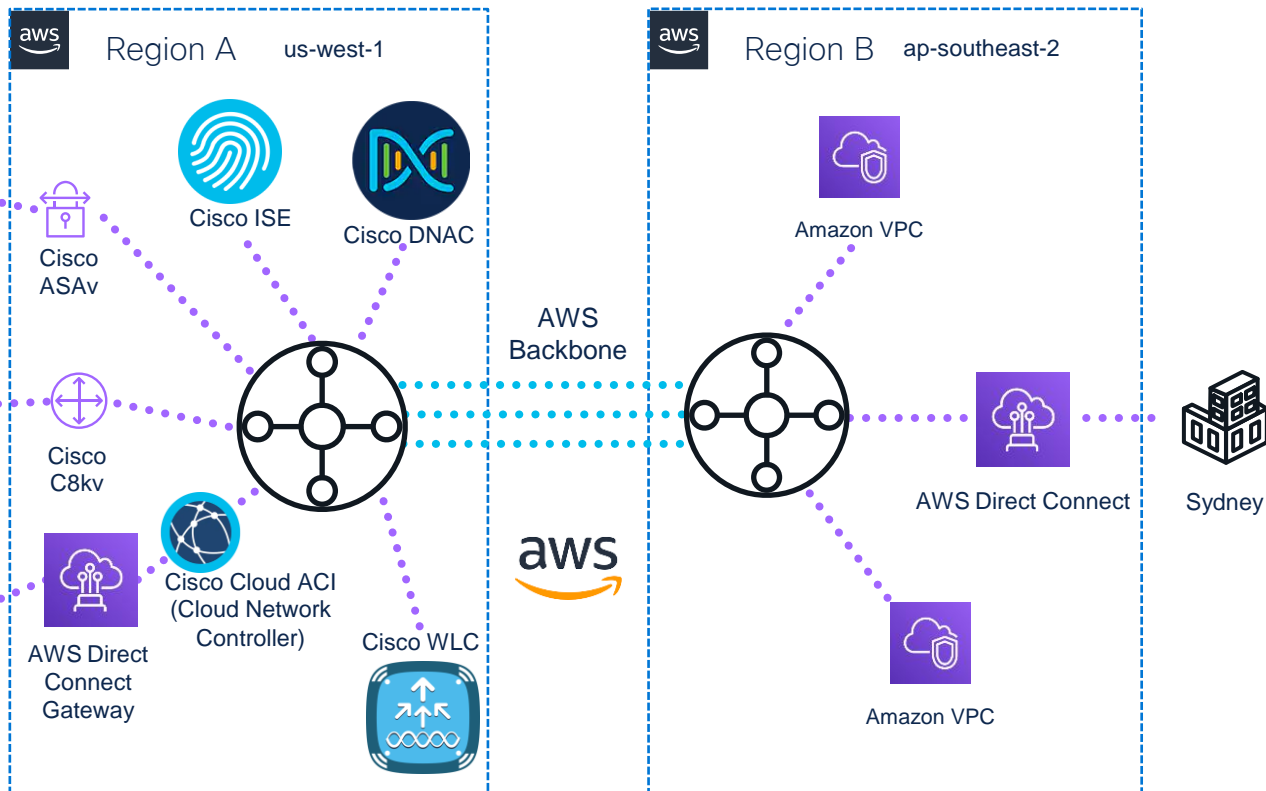 aws
Region A
us-west-1
Cisco ISE
Cisco DNAC
Cisco
ASAv
Cisco
C8kv
Cisco Cloud ACI
(Cloud Network
Controller)
AWS Direct
Connect
Gateway
Cisco WLC
AWS
Backbone
aws
aws
Region B
ap-southeast-2
Amazon VPC
AWS Direct Connect
Sydney
Amazon VPC